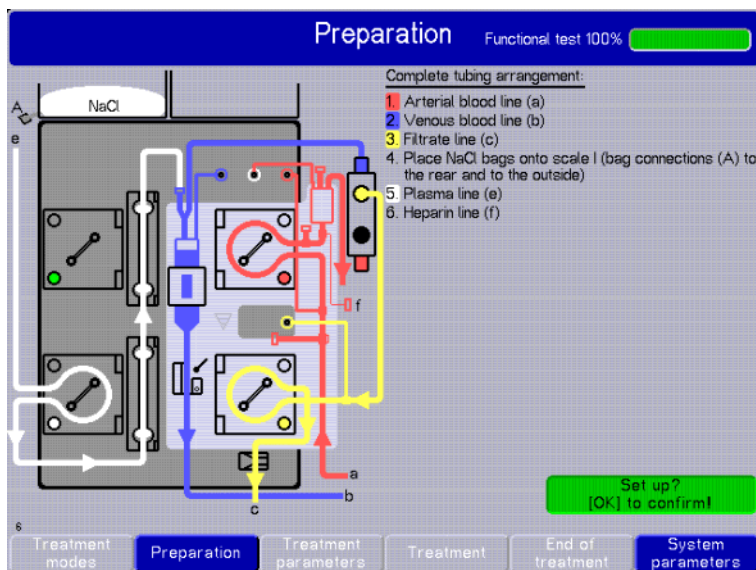 Preparation
Functional test 100%
Complete tubing arrangement:
1. Arterial blood line (a)
2. Venous blood line (b)
3. Filtrate line (c)
4. Place NaCl bags onto scale I (bag connections (A) to
the rear and to the outside)
5. Plasma line (e)
6. Heparin line (f)
NaCl
A
e
f
a
b
c
Set up?
[OK] to confirm!
6
Treatment
modes
Preparation
Treatment
parameters
Treatment
End of
treatment
System
parameters